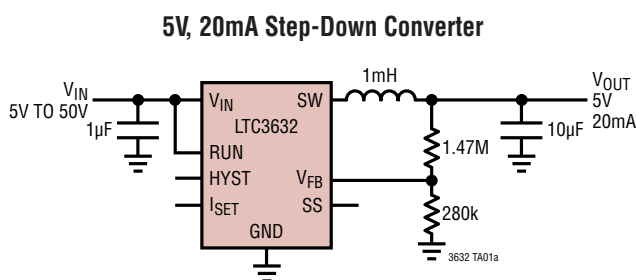 5V, 20mA Step-Down Converter
1mH
VIN
5V TO 50V
1µF
VIN
SW
LTC3632
RUN
HYST
VFB
ISET
SS
GND
1.47M
280k
10µF
VOUT
5V
20mA
3632 TA01a